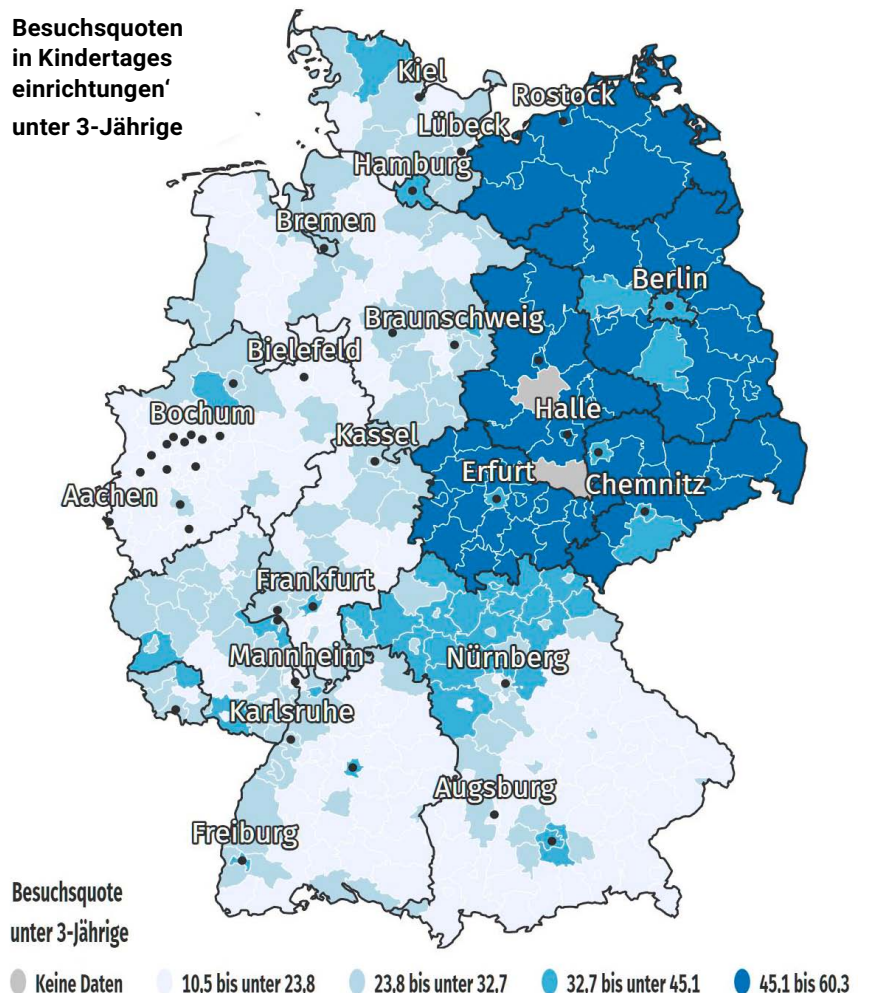 Besuchsquoten
in Kindertages
einrichtungen‘
unter 3-Jährige
Kiel
Rostock
Lübeck
Hamburg
Bremen
Berlin
Braunschweig
Bielefeld
Halle
Bochum
Kassel
Erfurt
Chemnitz
Aachen
Frankfurt
Mannheim
Nürnberg
Karlsruhe
Augsburg
Freiburg
Besuchsquote
unter 3-Jährige
Keine Daten
10,5 bis unter 23,8
23,8 bis unter 32,7
32,7 bis unter 45,1
45,1 bis 60,3